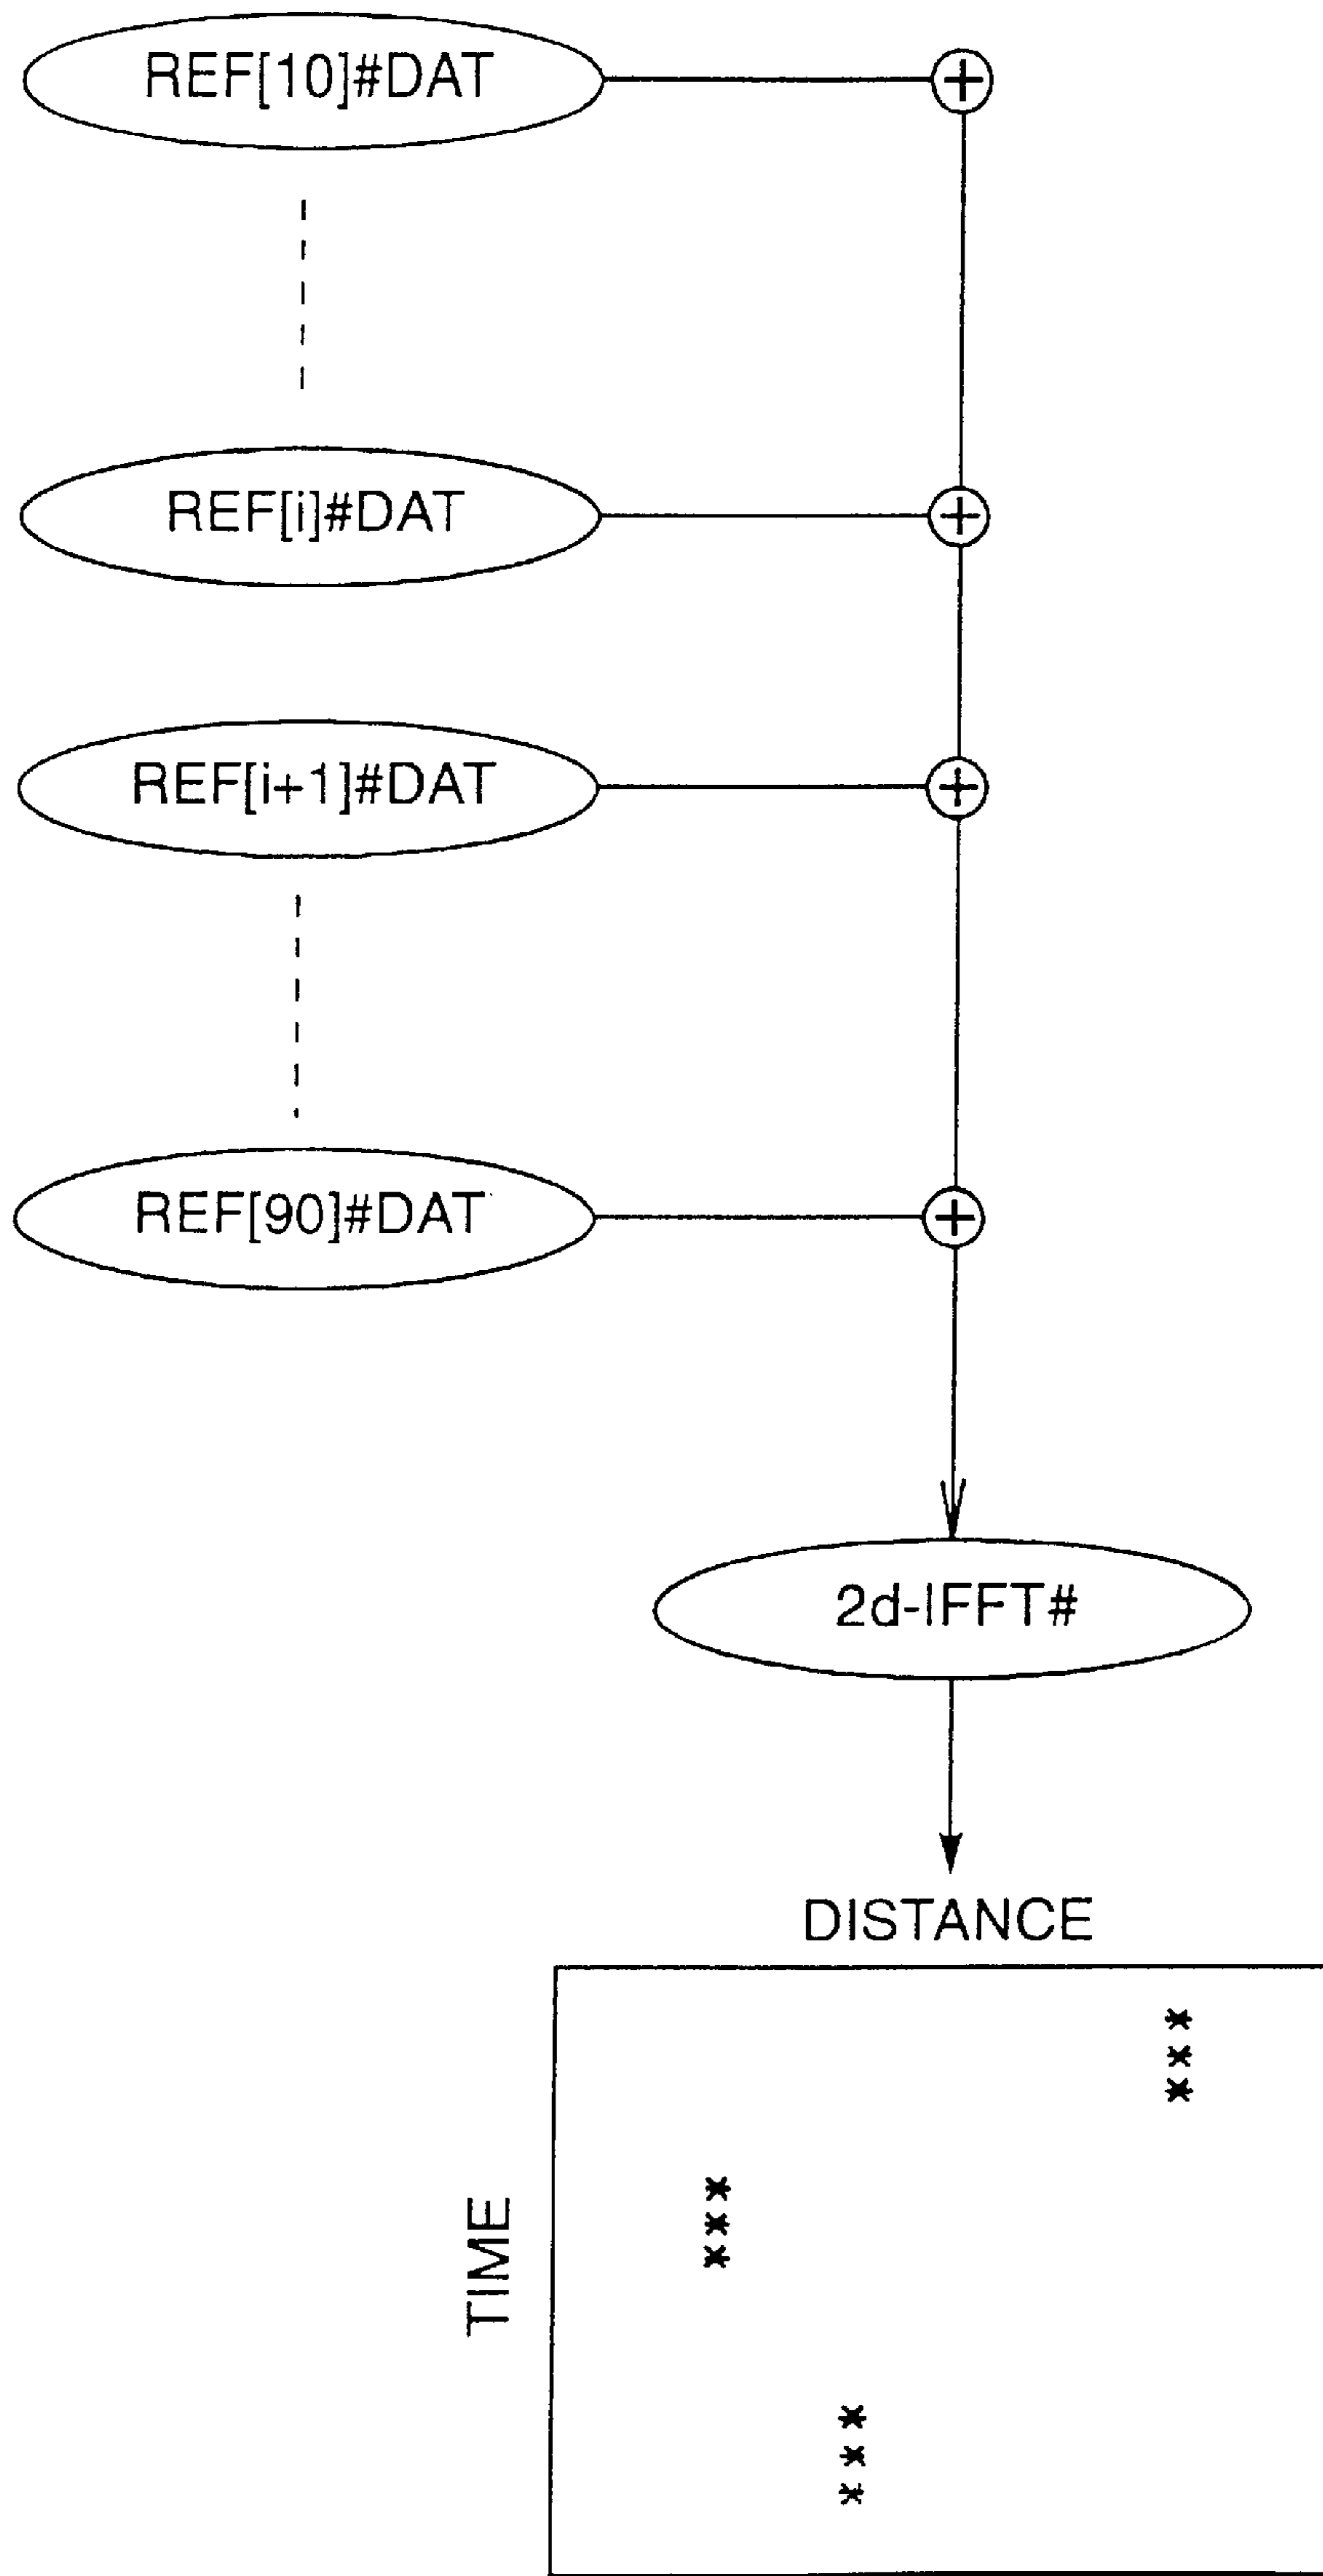 REF[10]#DAT
REF[i]#DAT
REF[i+1]#DAT
REF[90]#DAT
2d-IFFT#
DISTANCE
TIME